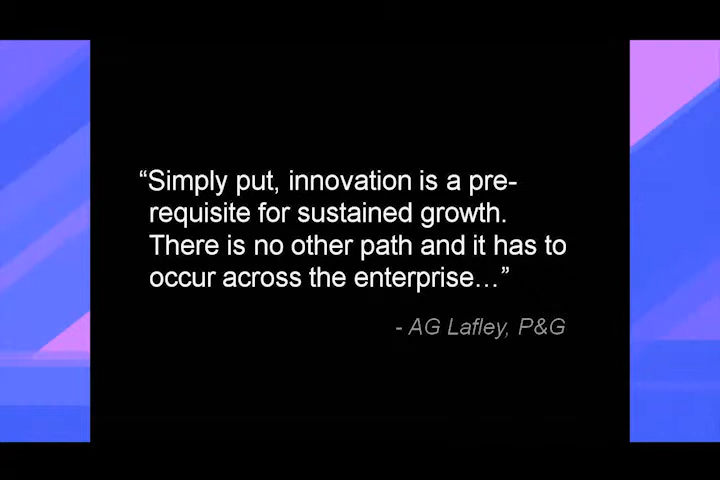 “Simply put, innovation is a pre-
requisite for sustained growth.
There is no other path and it has to
occur across the enterprise…”
- AG Lafley, P&G